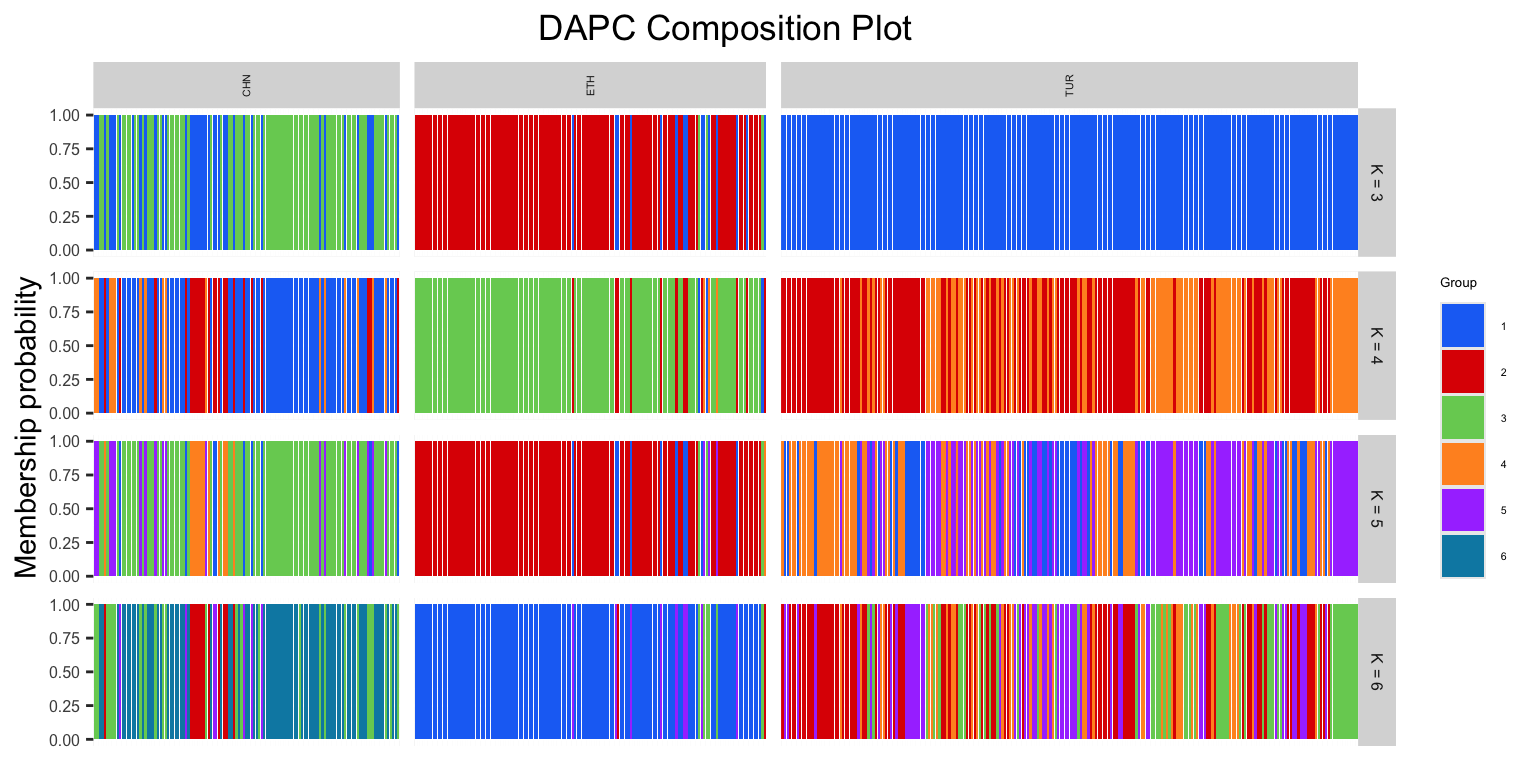 DAPC Composition Plot
CHN
ETH
TUR
Membership probability
1.00
0.75
0.50
0.25
0.00
K = 3
1.00
0.75
0.50
0.25
0.00
K = 4
1.00
0.75
0.50
0.25
0.00
K = 5
1.00
0.75
0.50
0.25
0.00
K = 6
Group
1
2
3
4
5
6